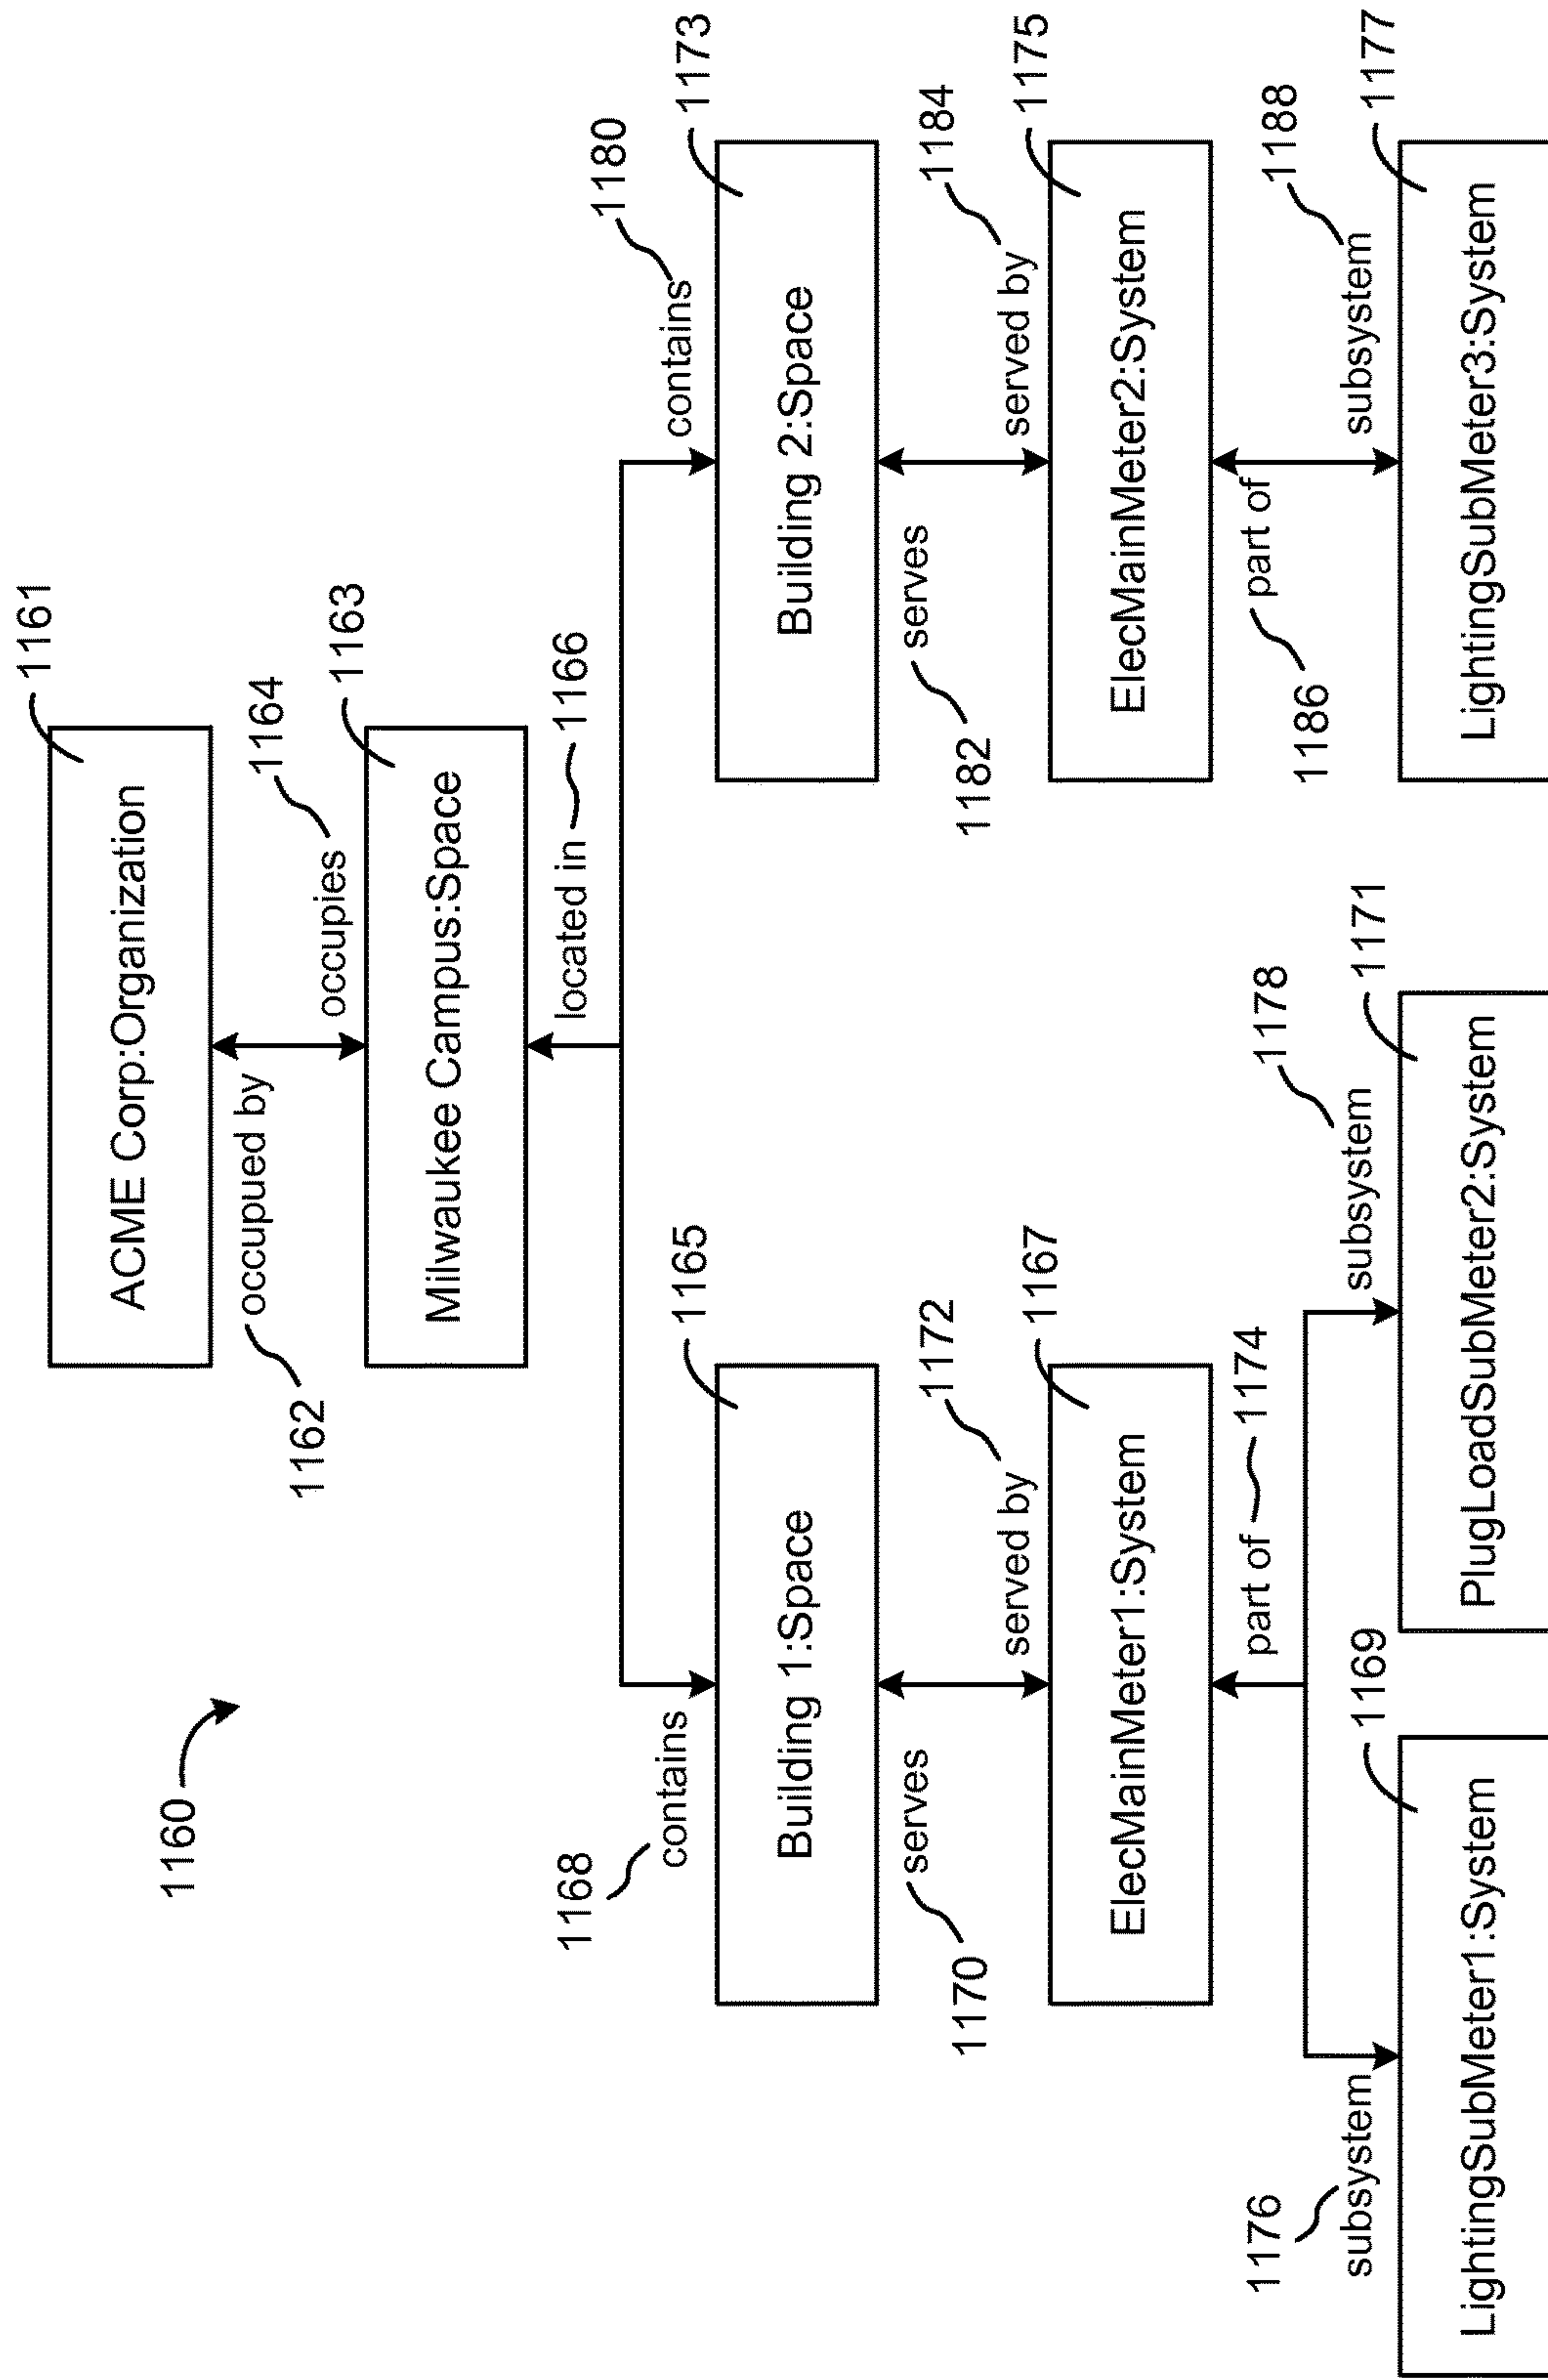 1160
ACME Corp:Organization
1161
1162
occupued by
occupies
1164
Milwaukee Campus:Space
1163
located in
1166
1168
contains
contains
1180
Building 1:Space
1165
Building 2:Space
1173
1170
serves
served by
1172
1182
serves
served by
1184
ElecMainMeter1:System
1167
ElecMainMeter2:System
1175
part of
1174
1176
subsystem
subsystem
1178
1186
part of
subsystem
1188
LightingSubMeter1:System
1169
PlugLoadSubMeter2:System
1171
LightingSubMeter3:System
1177